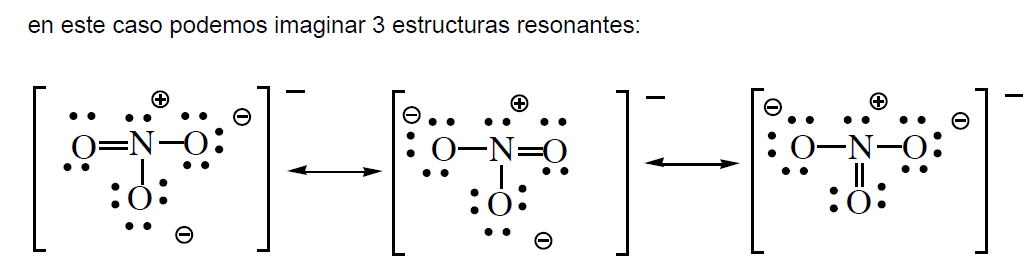 en este caso podemos imaginar 3 estructuras resonantes:
O=N—O O—N=O O—N—O
O O O